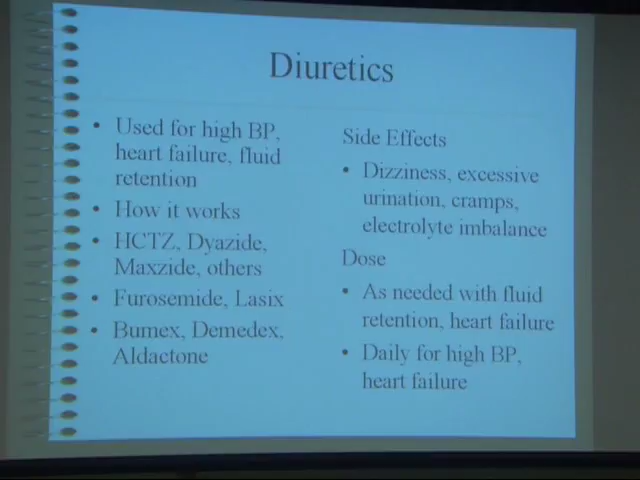 Diuretics
• Used for high BP,
heart failure, fluid
retention
• How it works
• HCTZ, Dyazide,
Maxzide, others
• Furosemide, Lasix
• Bumex, Demedex,
Aldactone
Side Effects
• Dizziness, excessive
urination, cramps,
electrolyte imbalance
Dose
• As needed with fluid
retention, heart failure
• Daily for high BP,
heart failure